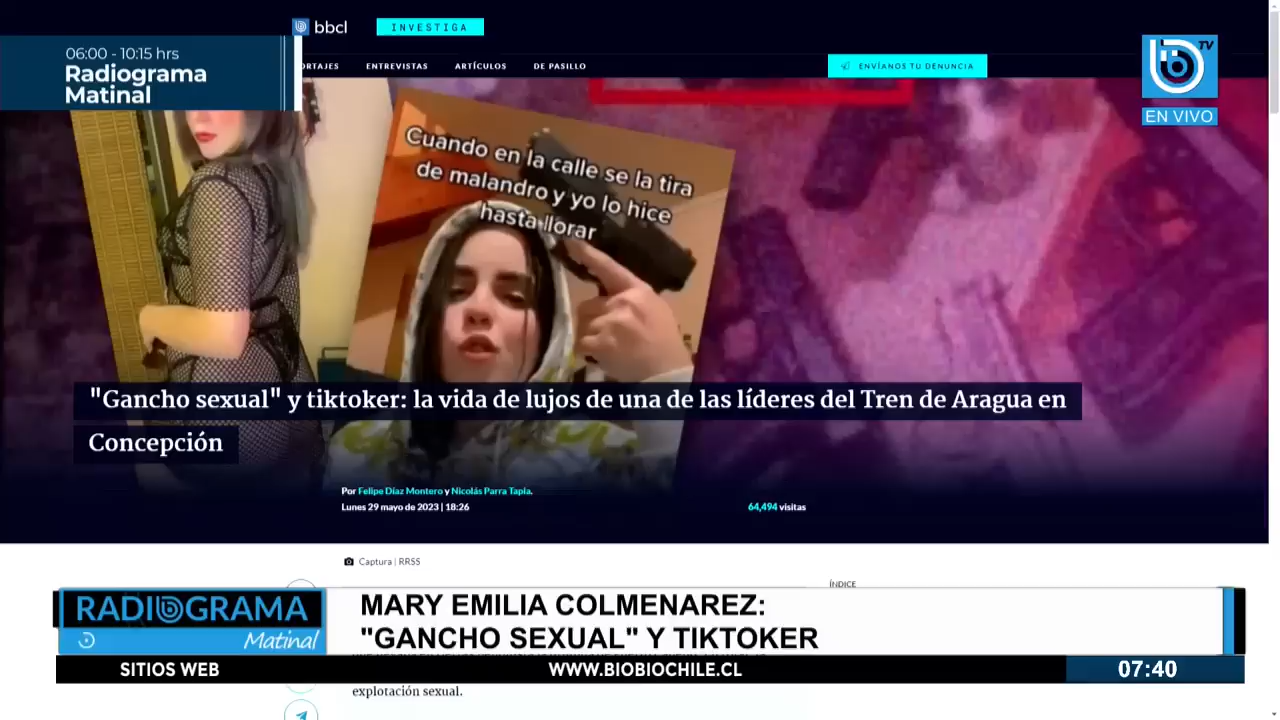 bbcl
INVESTIGA
06:00 - 10:15 hrs
Radiograma
Matinal
ORTAJES
ENTREVISTAS
ARTÍCULOS
DE PASILLO
ENVÍANOS TU DENUNCIA
TV
EN VIVO
Cuando en la calle se la tira
de malandro y yo lo hice
hasta llorar
"Gancho sexual" y tiktoker: la vida de lujos de una de las líderes del Tren de Aragua en
Concepción
Por Felipe Díaz Montero y Nicolás Parra Tapia.
Lunes 29 mayo de 2023 | 18:26
64,494 visitas
Captura | RRSS
ÍNDICE
RADIOGRAMA
Matinal
MARY EMILIA COLMENAREZ:
"GANCHO SEXUAL" Y TIKTOKER
SITIOS WEB
WWW.BIOBIOCHILE.CL
07:40
explotación sexual.